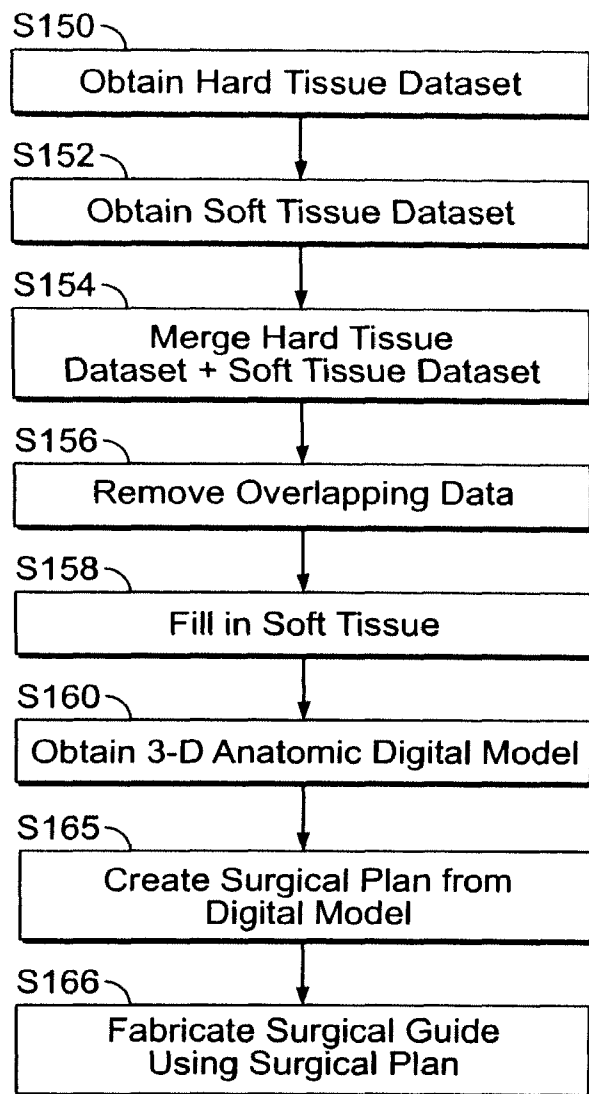 S150
Obtain Hard Tissue Dataset
S152
Obtain Soft Tissue Dataset
S154
Merge Hard Tissue
Dataset + Soft Tissue Dataset
S156
Remove Overlapping Data
S158
Fill in Soft Tissue
S160
Obtain 3-D Anatomic Digital Model
S165
Create Surgical Plan from
Digital Model
S166
Fabricate Surgical Guide
Using Surgical Plan